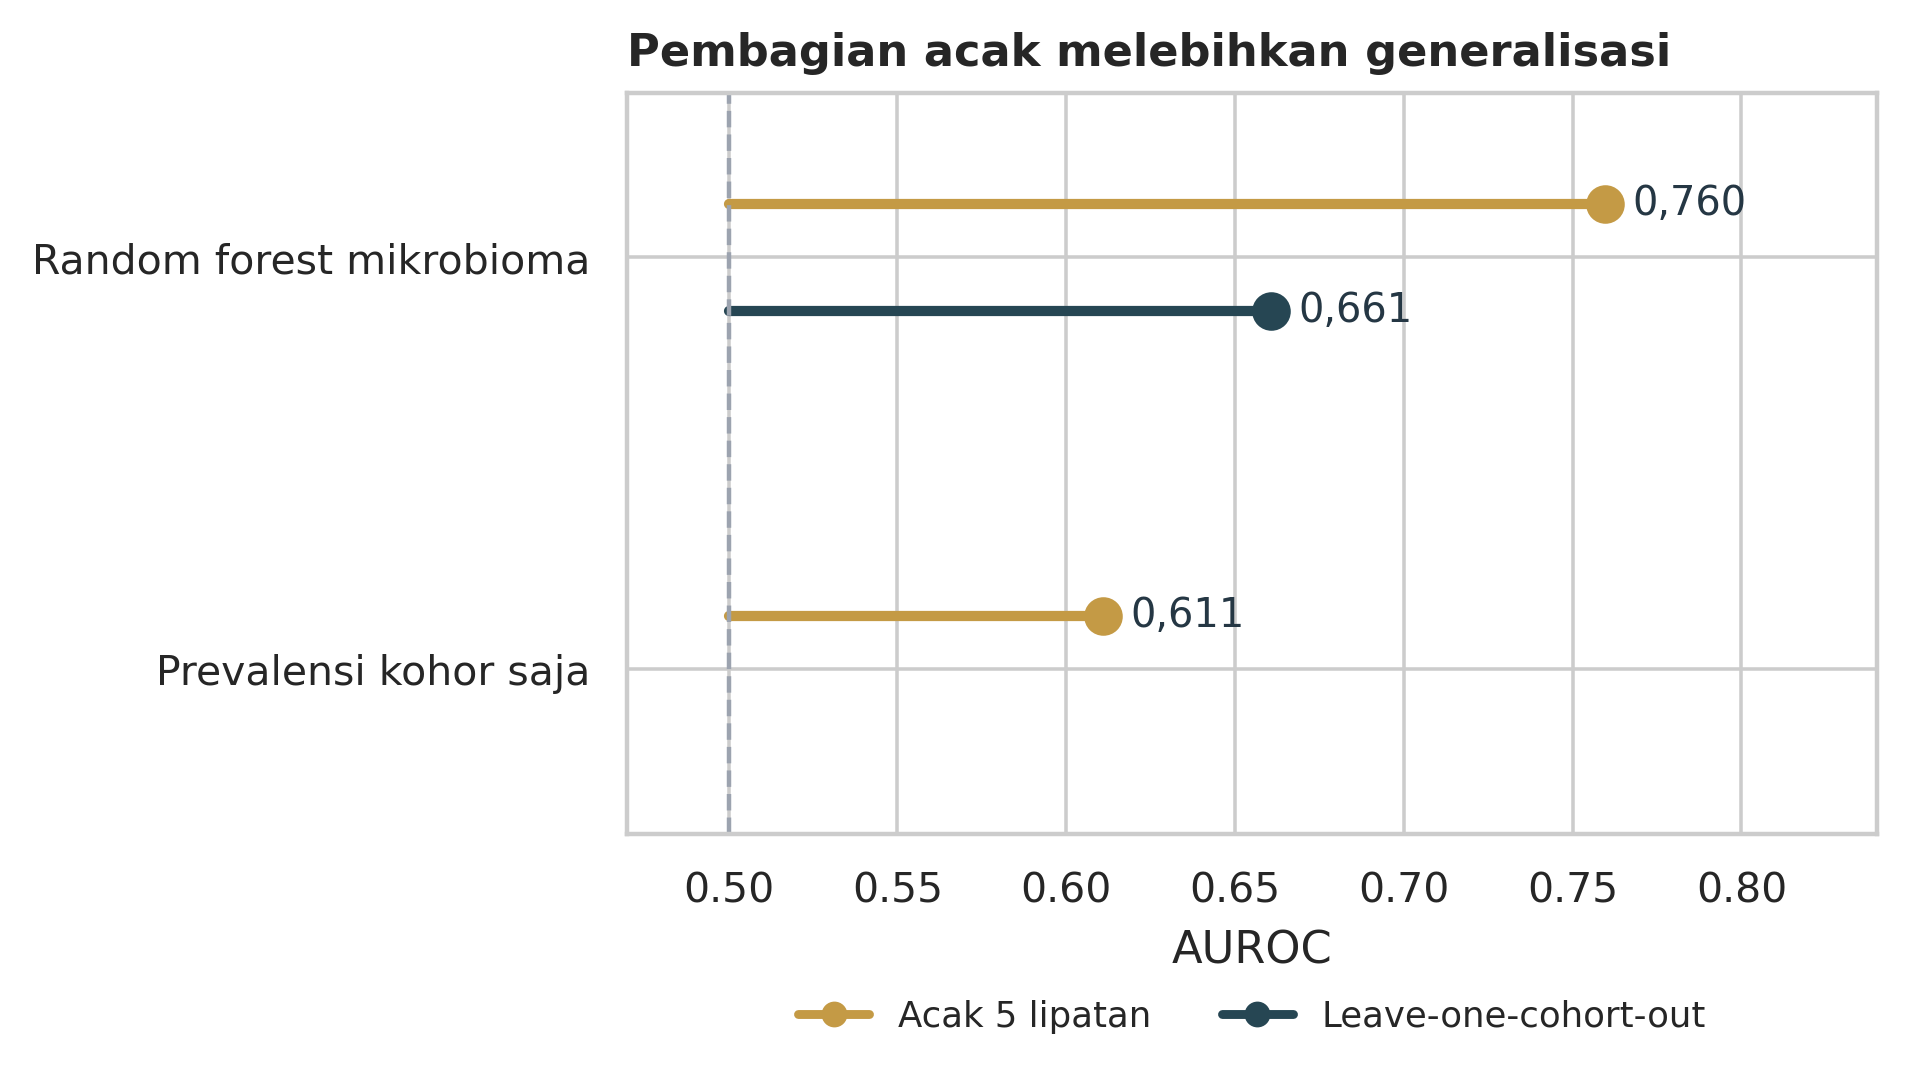 Pembagian acak melebihkan generalisasi
Random forest mikrobioma
0,760
0,661
Prevalensi kohor saja
0,611
0.50 0.55 0.60 0.65 0.70 0.75 0.80
AUROC
Acak 5 lipatan Leave-one-cohort-out